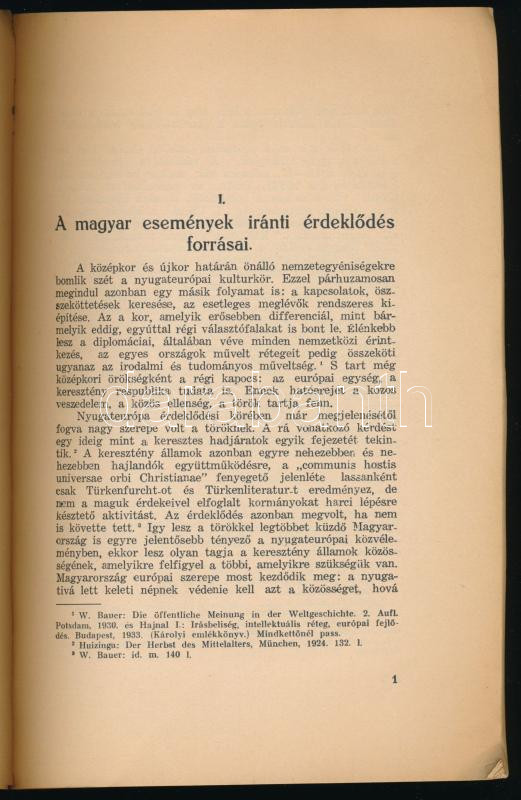 I.
A magyar események iránti érdeklődés
forrásai.
A középkor és újkor határán önálló nemzetegyéniségekre
bomlik szét a nyugateurópai kulturkör. Ezzel párhuzamosan
megindul azonban egy másik folyamat is: a kapcsolatok, ösz-
szeköttetések keresése, az esetleges meglévők rendszeres ki-
építése. Az a kor, amelyik erősebben differenciál, mint bár-
melyik eddig, egyúttal régi válaszfalakat is bont le. Élénkebb
lesz a diplomáciai, általában véve minden nemzetközi érint-
kezés, az egyes országok művelt rétegeit pedig összeköti
ugyanaz az irodalmi és tudományos műveltség.¹ S tart még
középkori örökségként a régi kapocs: az európai egység, a
keresztény respublika tudata is. Ennek hatóerejét a közös
veszedelem, a közös ellenség, a török tartja fenn.
Nyugateurópa érdeklődési körében már megjelenésétől
fogva nagy szerepe volt a töröknek. A rá vonatkozó kérdést
egy ideig mint a keresztes hadjáratok egyik fejezetét tekin-
tik.² A keresztény államok azonban egyre nehezebben és ne-
hezebben hajlandók együttműködésre, a „communis hostis
universae orbi Christianae" fenyegető jelenléte lassanként
csak Türkenfurcht-ot és Türkenliteratur-t eredményez, de
nem a maguk érdekeivel elfoglalt kormányokat harci lépésre
késztető aktivitást. Az érdeklődés azonban megvolt, ha nem
is követte tett.³ Így lesz a törökkel legtöbbet küzdő Magyar-
ország is egyre jelentősebb tényező a nyugateurópai közvéle-
ményben, ekkor lesz olyan tagja a keresztény államok közös-
ségének, amelyikre felfigyel a többi, amelyikre szükségük van.
Magyarország európai szerepe most kezdődik meg: a nyuga-
tivá lett keleti népnek védenie kell azt a közösséget, hová
¹ W. Bauer: Die öffentliche Meinung in der Weltgeschichte. 2. Aufl.
Potsdam, 1930. és Hajnal I.: Irásbeliség, intellektuális réteg, európai fejlő-
dés. Budapest, 1933. (Károlyi emlékkönyv.) Mindkettőnél pass.
² Huizinga: Der Herbst des Mittelalters, München, 1924. 132. l.
³ W. Bauer: id. m. 140 l.
1
darabanth